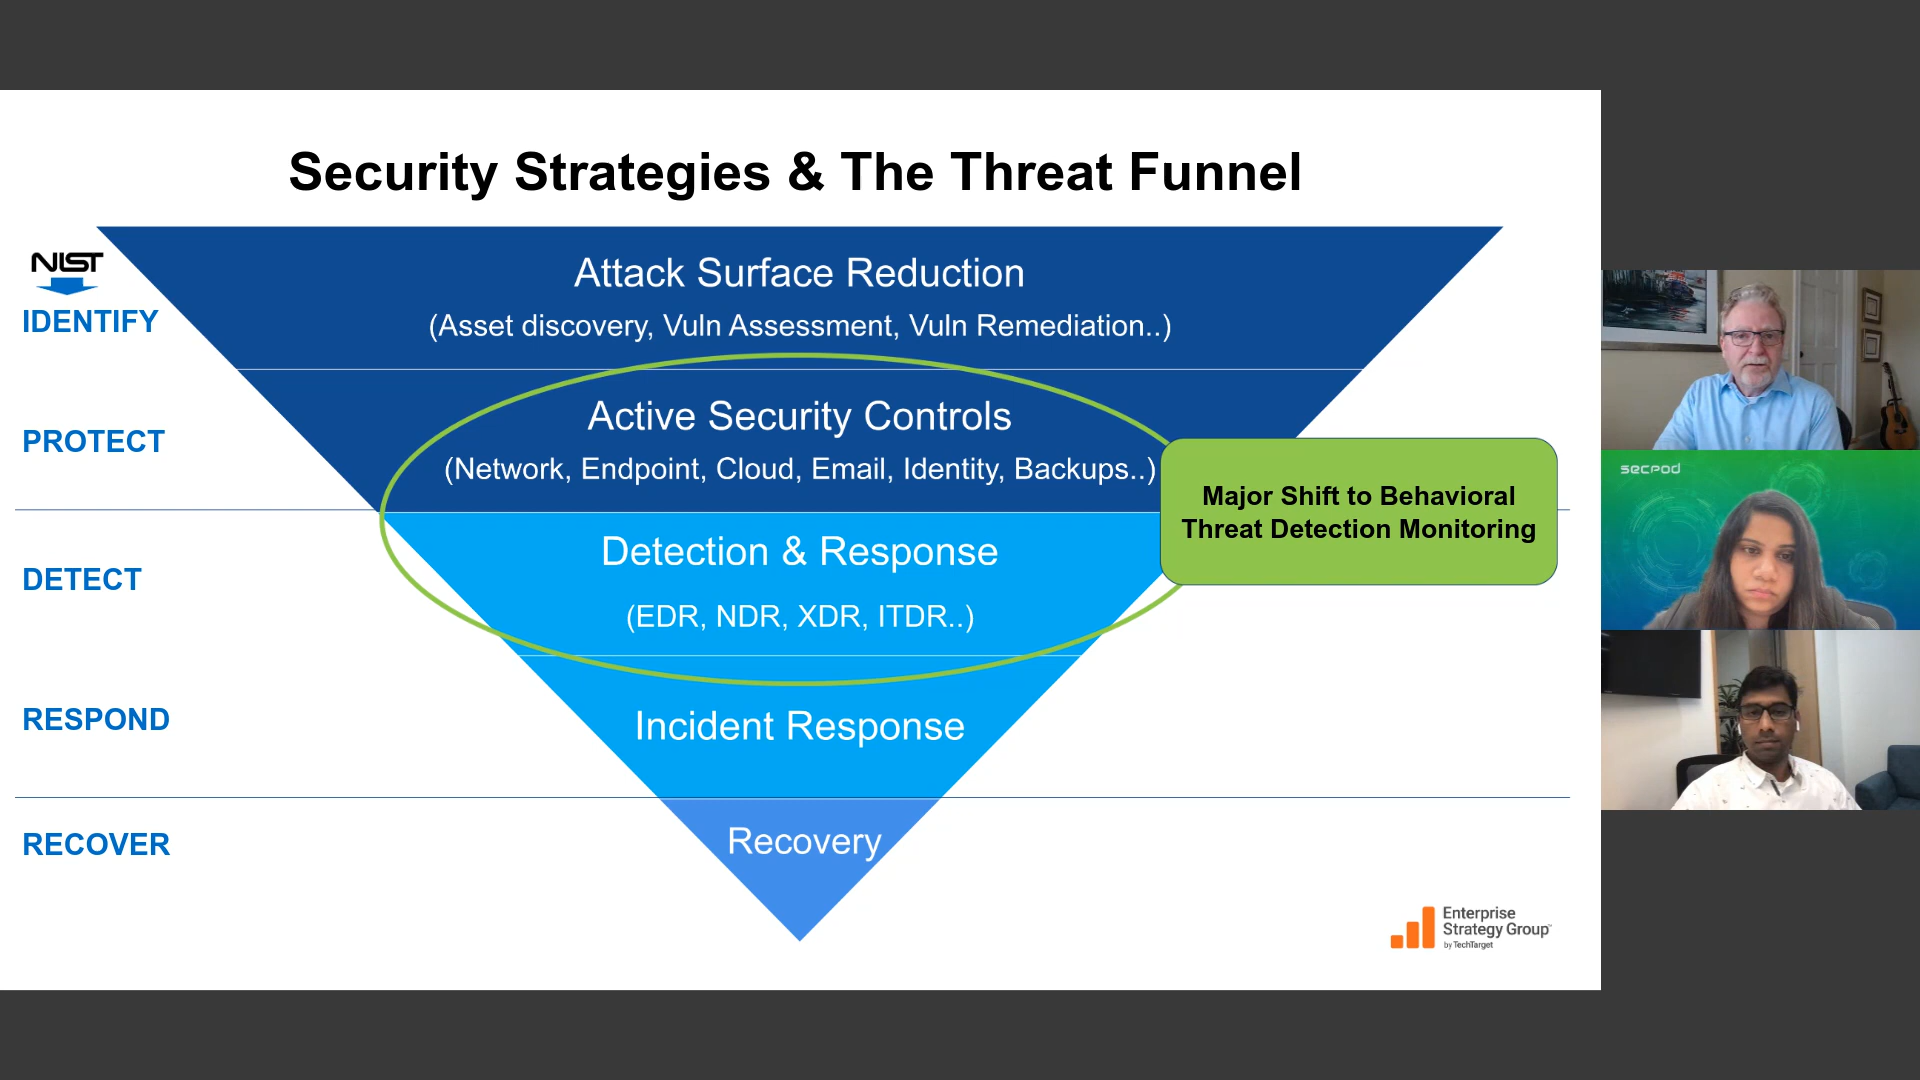 Security Strategies & The Threat Funnel
NIST
IDENTIFY
Attack Surface Reduction
(Asset discovery, Vuln Assessment, Vuln Remediation..)
PROTECT
Active Security Controls
(Network, Endpoint, Cloud, Email, Identity, Backups..)
Major Shift to Behavioral
Threat Detection Monitoring
DETECT
Detection & Response
(EDR, NDR, XDR, ITDR..)
RESPOND
Incident Response
RECOVER
Recovery
Enterprise
Strategy Group™
by TechTarget
secpod